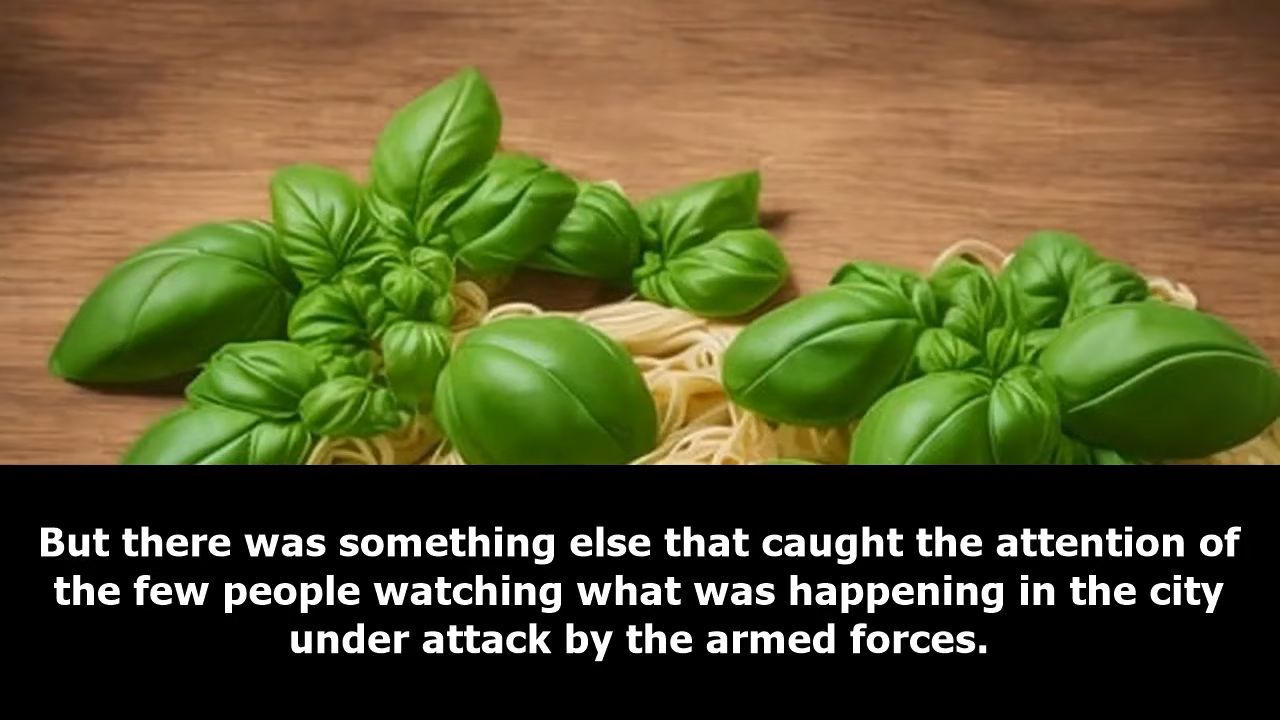 But there was something else that caught the attention of
the few people watching what was happening in the city
under attack by the armed forces.